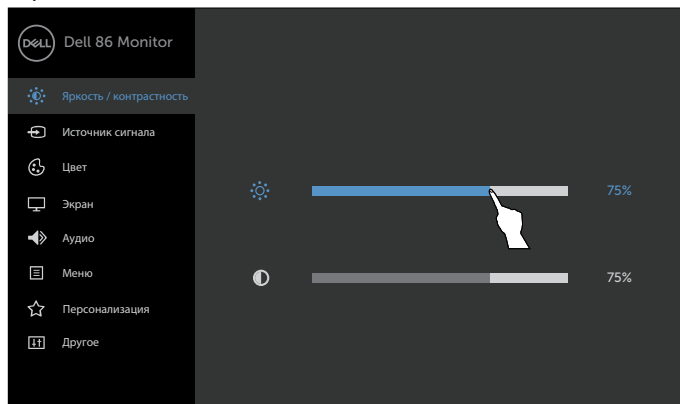 DELL Dell 86 Monitor
Яркость / контрастность
Источник сигнала
Цвет
Экран
75%
Аудио
Меню
75%
Персонализация
Другое